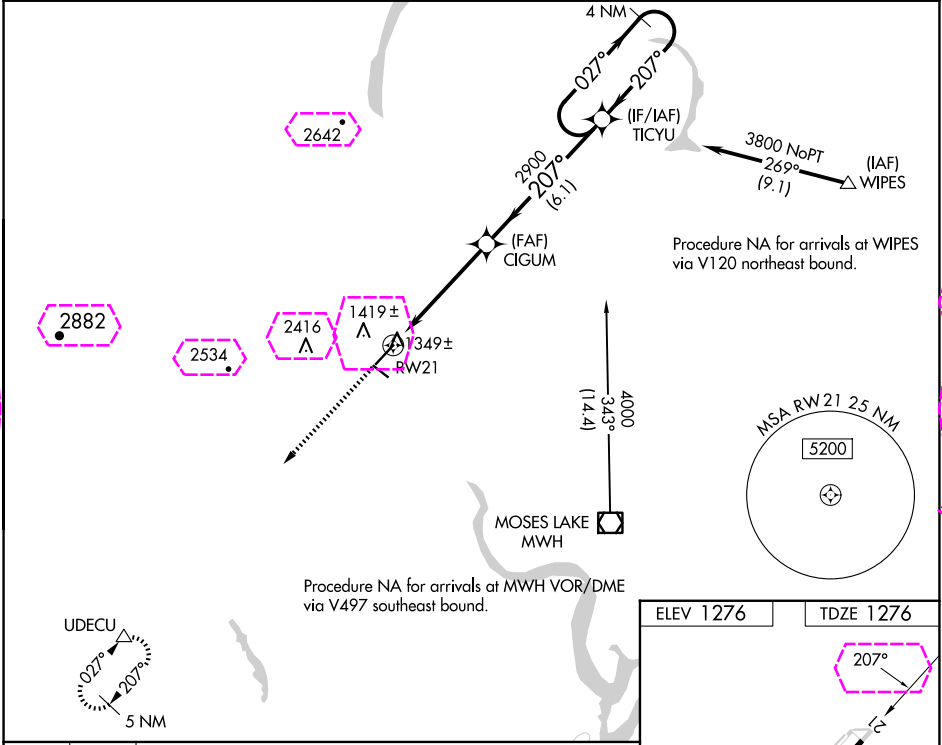 4 NM
027°
207°
(IF/IAF)
TICYU
2642
3800 NoPT
269°
(9.1)
(IAF)
WIPES
2900
207°
(6.1)
(FAF)
CIGUM
Procedure NA for arrivals at WIPES
via V120 northeast bound.
2882
2534
2416
1419±
1349±
RW21
4000
343°
(14.4)
MSA RW 21 25 NM
5200
MOSES LAKE
MWH
Procedure NA for arrivals at MWH VOR/DME
via V497 southeast bound.
UDECU
027°
207°
5 NM
ELEV 1276
TDZE 1276
207°
21